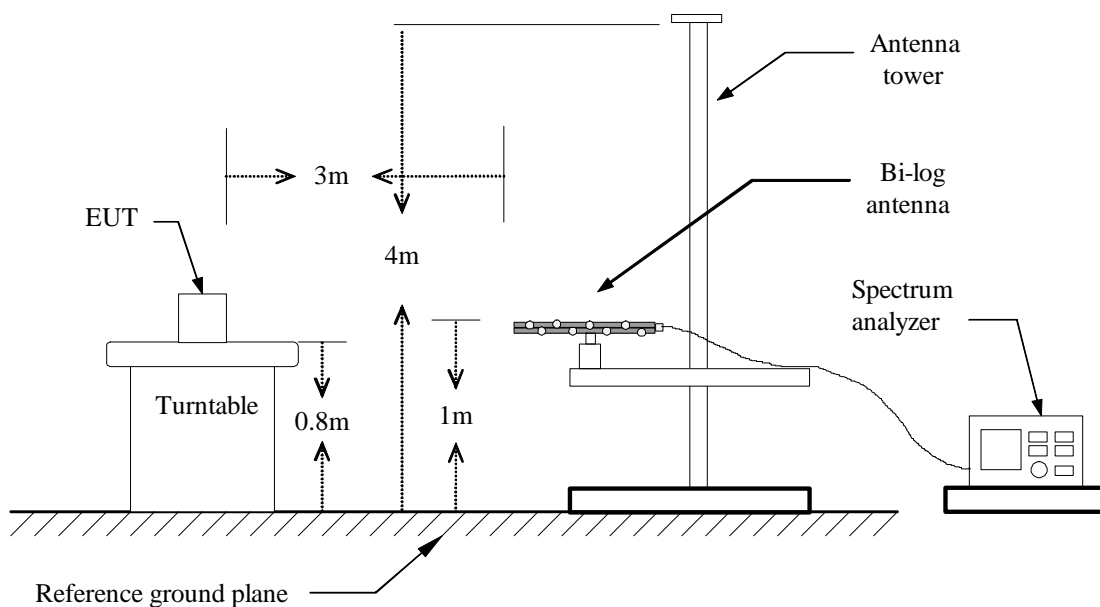 Antenna
tower
3m
Bi-log
antenna
EUT
4m
Spectrum
analyzer
Turntable
0.8m
1m
Reference ground plane